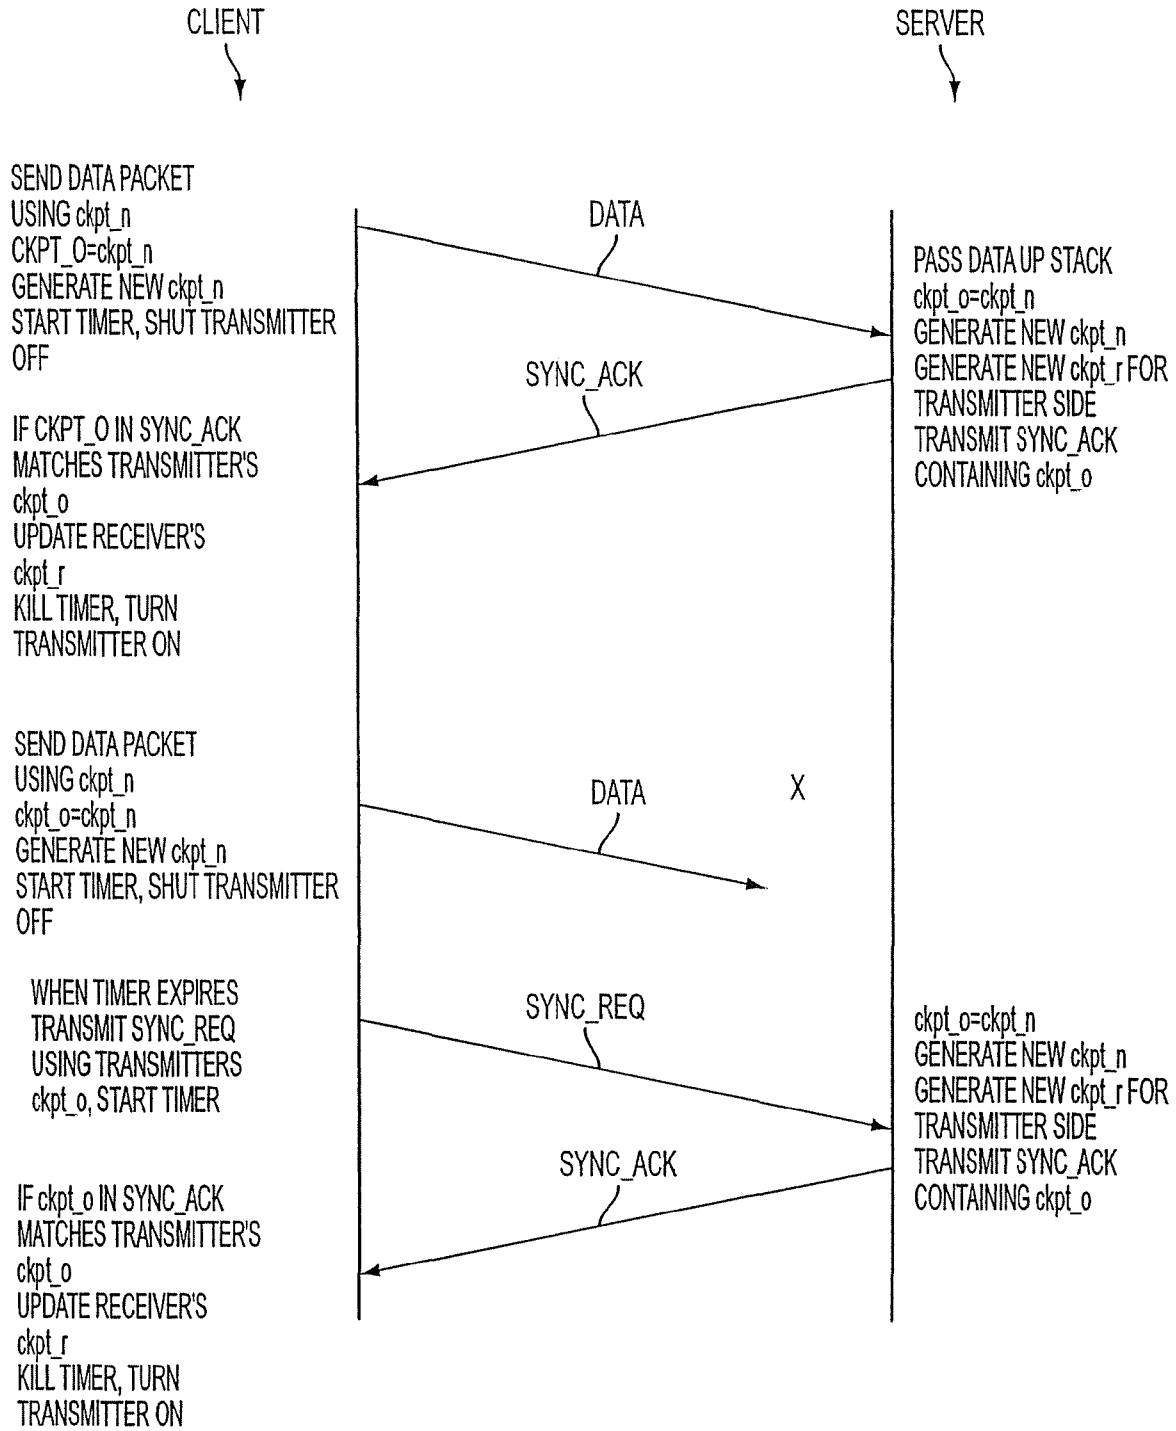 CLIENT
SERVER
SEND DATA PACKET
USING ckpt_n
CKPT_O=ckpt_n
GENERATE NEW ckpt_n
START TIMER, SHUT TRANSMITTER
OFF
DATA
PASS DATA UP STACK
ckpt_o=ckpt_n
GENERATE NEW ckpt_n
GENERATE NEW ckpt_r FOR
TRANSMITTER SIDE
TRANSMIT SYNC_ACK
CONTAINING ckpt_o
SYNC_ACK
IF CKPT_O IN SYNC_ACK
MATCHES TRANSMITTER'S
ckpt_o
UPDATE RECEIVER'S
ckpt_r
KILL TIMER, TURN
TRANSMITTER ON
SEND DATA PACKET
USING ckpt_n
ckpt_o=ckpt_n
GENERATE NEW ckpt_n
START TIMER, SHUT TRANSMITTER
OFF
DATA
X
WHEN TIMER EXPIRES
TRANSMIT SYNC_REQ
USING TRANSMITTERS
ckpt_o, START TIMER
SYNC_REQ
ckpt_o=ckpt_n
GENERATE NEW ckpt_n
GENERATE NEW ckpt_r FOR
TRANSMITTER SIDE
TRANSMIT SYNC_ACK
CONTAINING ckpt_o
SYNC_ACK
IF ckpt_o IN SYNC_ACK
MATCHES TRANSMITTER'S
ckpt_o
UPDATE RECEIVER'S
ckpt_r
KILL TIMER, TURN
TRANSMITTER ON